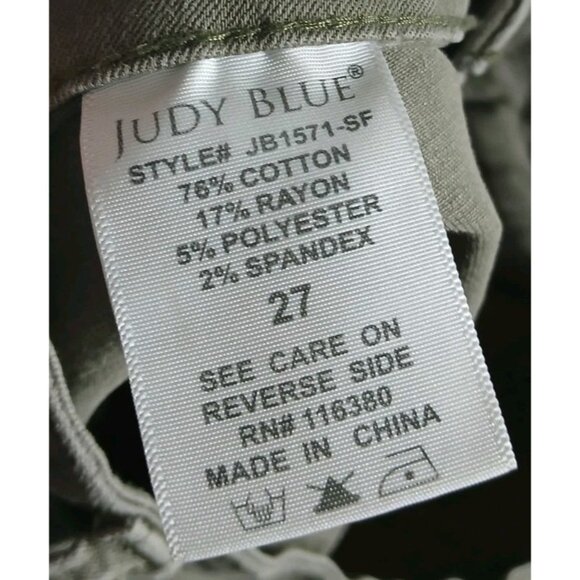 JUDY BLUE®
STYLE# JB1571-SF
76% COTTON
17% RAYON
5% POLYESTER
2% SPANDEX
27
SEE CARE ON
REVERSE SIDE
RN# 116380
MADE IN CHINA